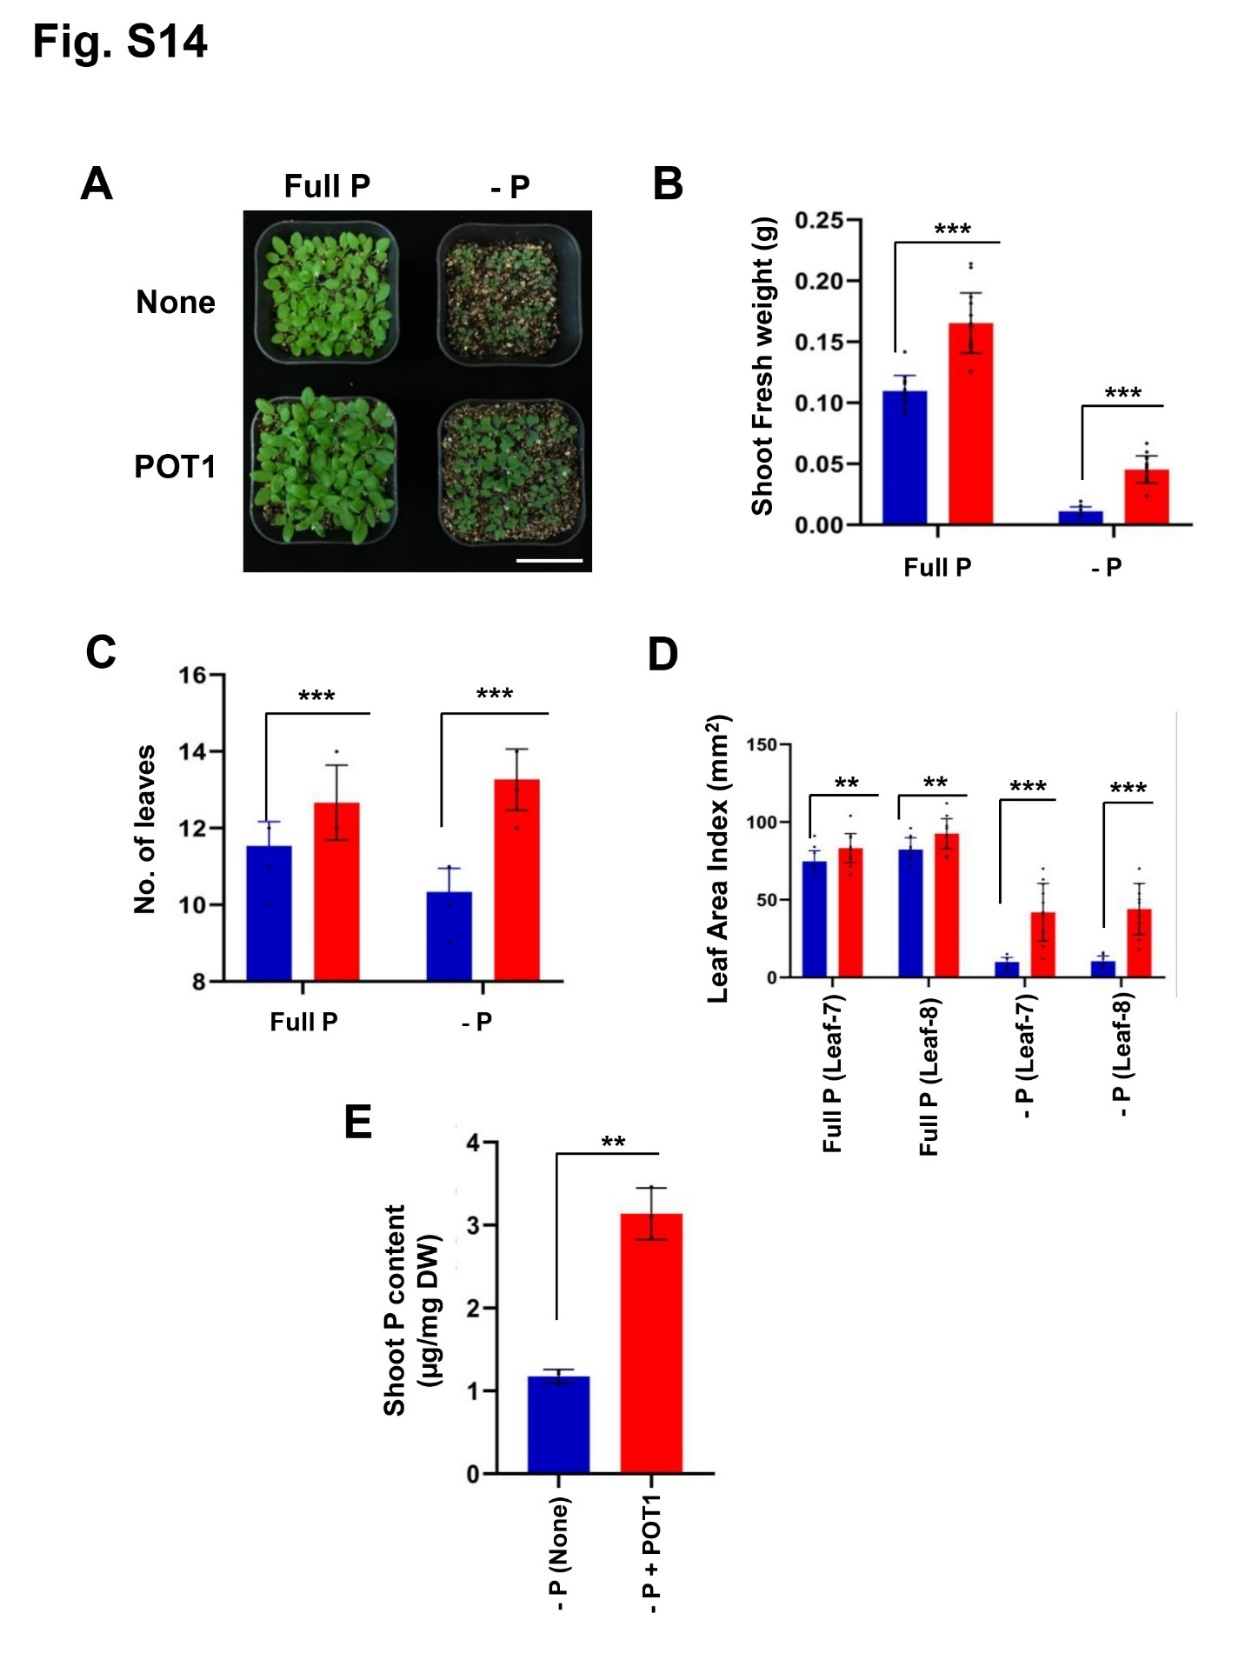 Fig. S14
A
Full P
- P
None
POT1
B
Shoot Fresh weight (g)
0.25
0.20
0.15
0.10
0.05
0.00
***
***
Full P
- P
C
No. of leaves
16
14
12
10
8
***
***
Full P
- P
D
Leaf Area Index (mm²)
150
100
50
0
**
**
***
***
Full P (Leaf-7)
Full P (Leaf-8)
- P (Leaf-7)
- P (Leaf-8)
E
Shoot P content
(µg/mg DW)
4
3
2
1
0
**
- P (None)
- P + POT1